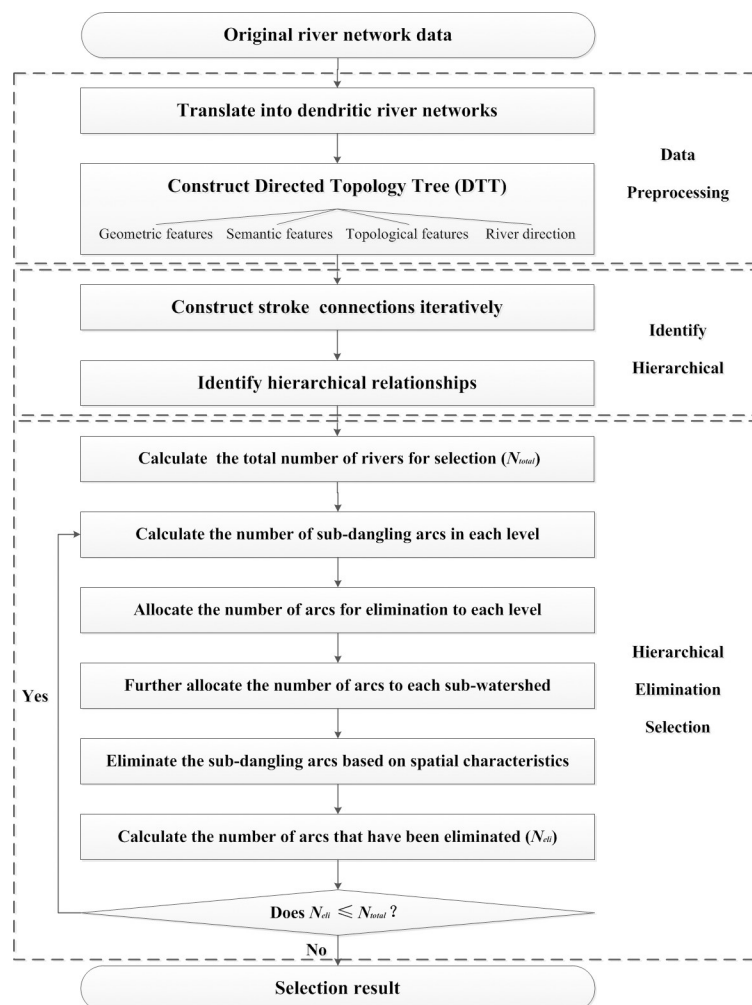 Original river network data
Translate into dendritic river networks
Construct Directed Topology Tree (DTT)
Geometric features Semantic features Topological features River direction
Data
Preprocessing
Construct stroke connections iteratively
Identify hierarchical relationships
Identify
Hierarchical
Calculate the total number of rivers for selection (Ntotal)
Calculate the number of sub-dangling arcs in each level
Allocate the number of arcs for elimination to each level
Further allocate the number of arcs to each sub-watershed
Eliminate the sub-dangling arcs based on spatial characteristics
Calculate the number of arcs that have been eliminated (Neli)
Does Neli ≤ Ntotal ?
Yes
No
Hierarchical
Elimination
Selection
Selection result